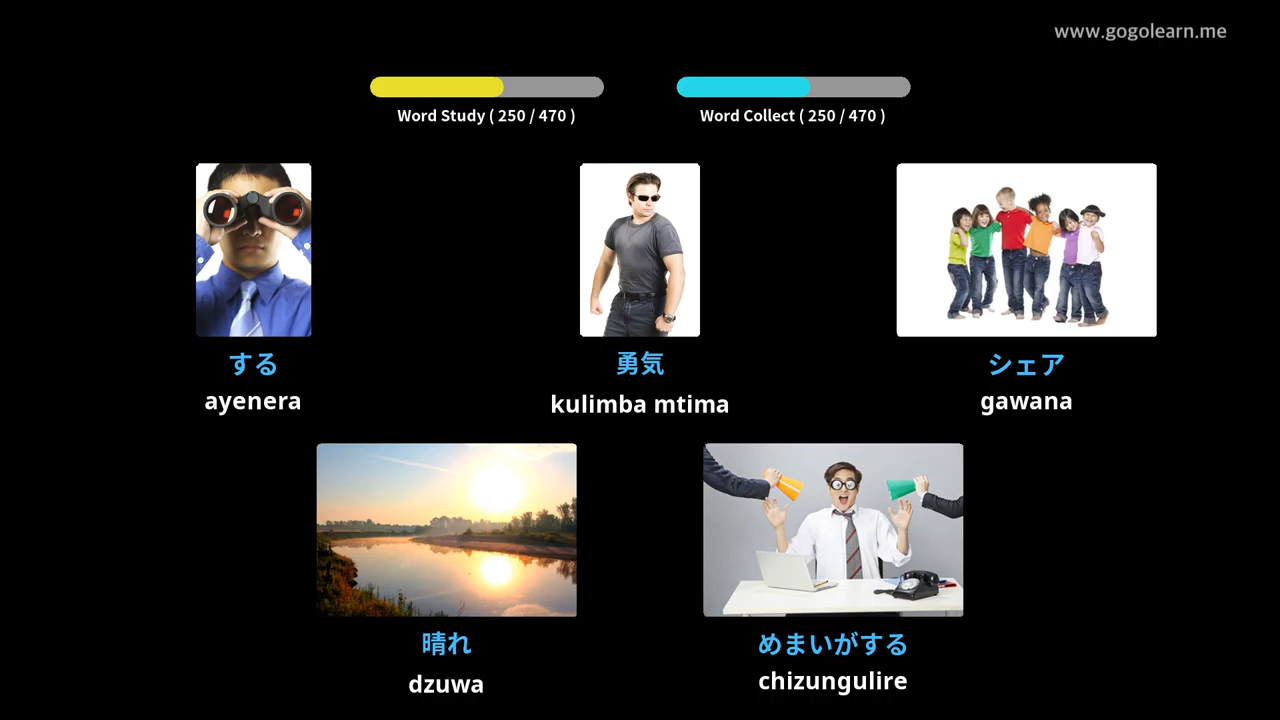 www.gogolearn.me
Word Study ( 250 / 470 )
Word Collect ( 250 / 470 )
する
ayenera
勇気
kulimba mtima
シェア
gawana
晴れ
dzuwa
めまいがする
chizungulire